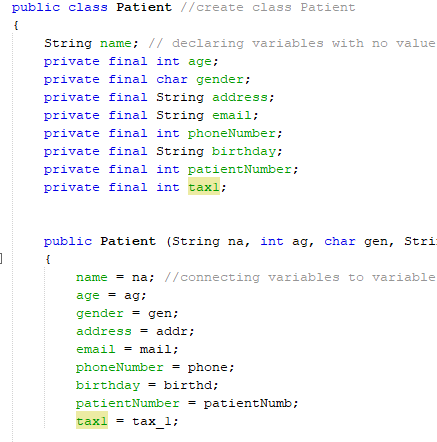 public class Patient //create class Patient
{
String name; // declaring variables with no value
private final int age;
private final char gender;
private final String address;
private final String email;
private final int phoneNumber;
private final String birthday;
private final int patientNumber;
private final int tax1;
public Patient (String na, int ag, char gen, Stri
{
name = na; //connecting variables to variable
age = ag;
gender = gen;
address = addr;
email = mail;
phoneNumber = phone;
birthday = birthd;
patientNumber = patientNumb;
tax1 = tax_1;